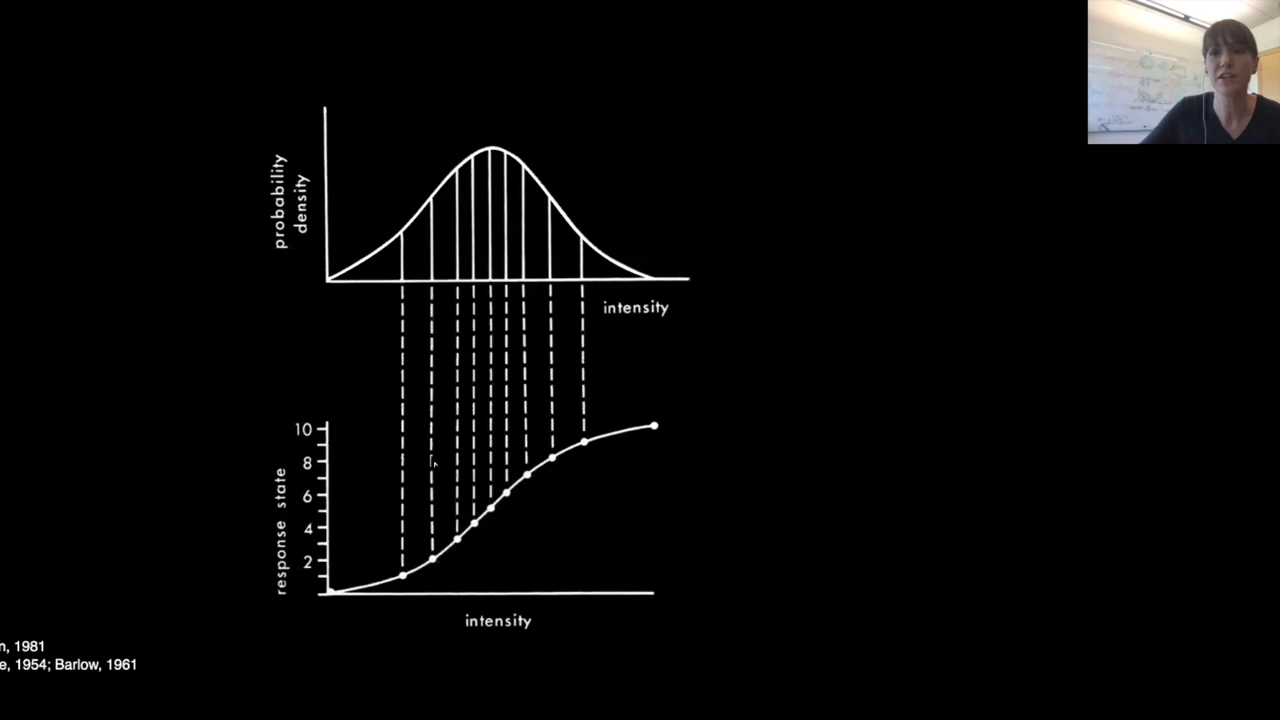 probability
density
intensity
10
8
6
4
2
response state
intensity
n, 1981
e, 1954; Barlow, 1961